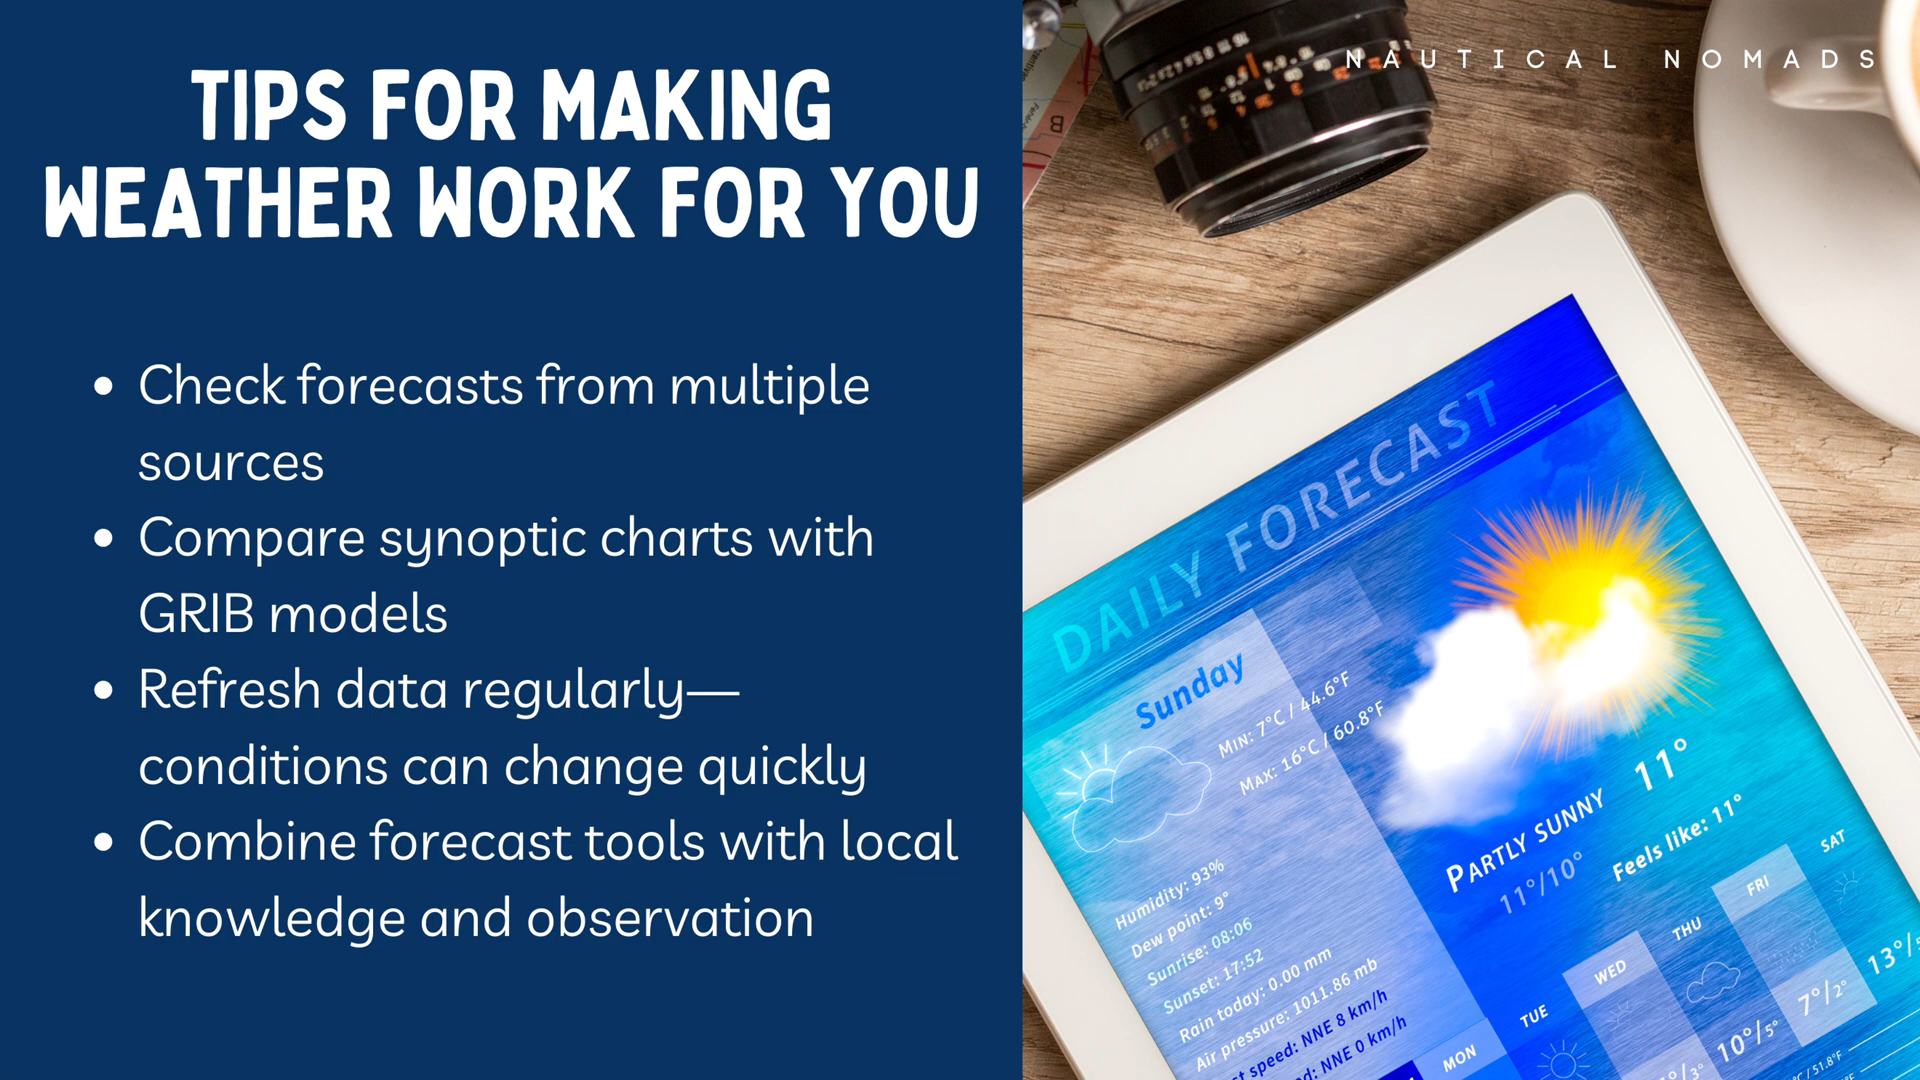 TIPS FOR MAKING
WEATHER WORK FOR YOU
• Check forecasts from multiple
sources
• Compare synoptic charts with
GRIB models
• Refresh data regularly—
conditions can change quickly
• Combine forecast tools with local
knowledge and observation
NAUTICAL NOMADS
DAILY FORECAST
Sunday
MIN: 7°C / 44.6°F
MAX: 16°C / 60.8°F
Humidity: 93%
Dew point: 9°
Sunrise: 08:06
Sunset: 17:52
Rain today: 0.00 mm
Air pressure: 1011.86 mb
speed: NNE 8 km/h
NNE 0 km/h
11°
PARTLY SUNNY
11°/10°
Feels like: 11°
MON
TUE
WED
THU
FRI
SAT
10°/5°
7°/2°
13°/